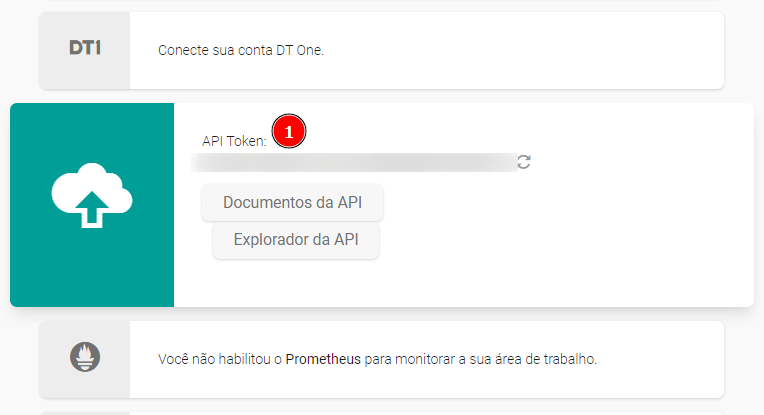 DT1
Conecte sua conta DT One.
API Token:
1
Documentos da API
Explorador da API
Você não habilitou o Prometheus para monitorar a sua área de trabalho.